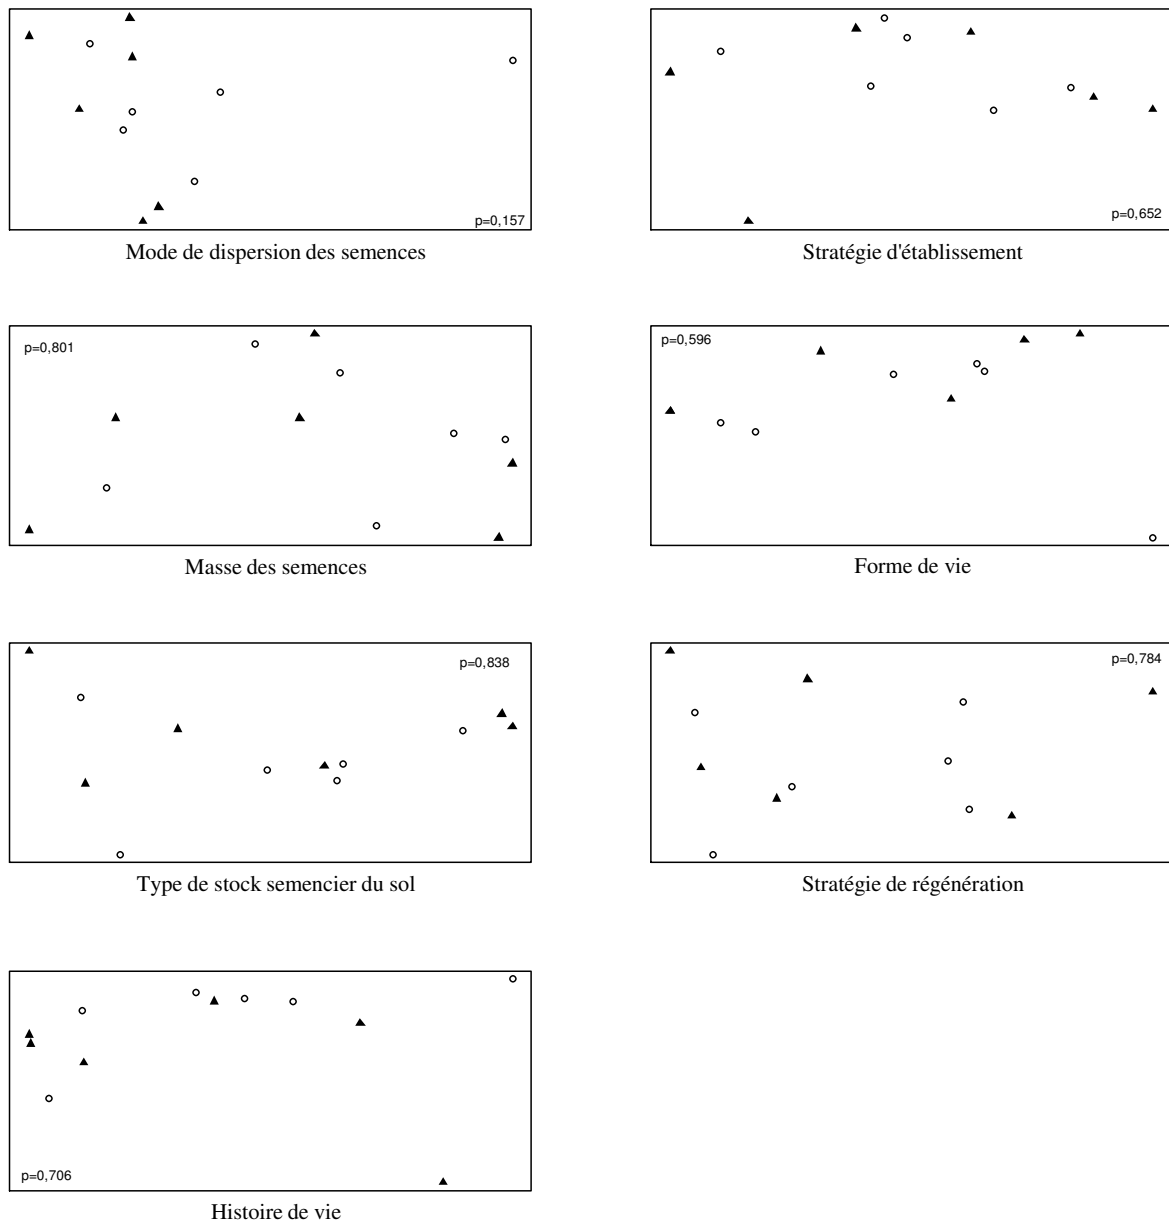 p=0,157
Mode de dispersion des semences
p=0,652
Stratégie d'établissement
p=0,801
Masse des semences
p=0,596
Forme de vie
p=0,838
Type de stock semencier du sol
p=0,784
Stratégie de régénération
p=0,706
Histoire de vie